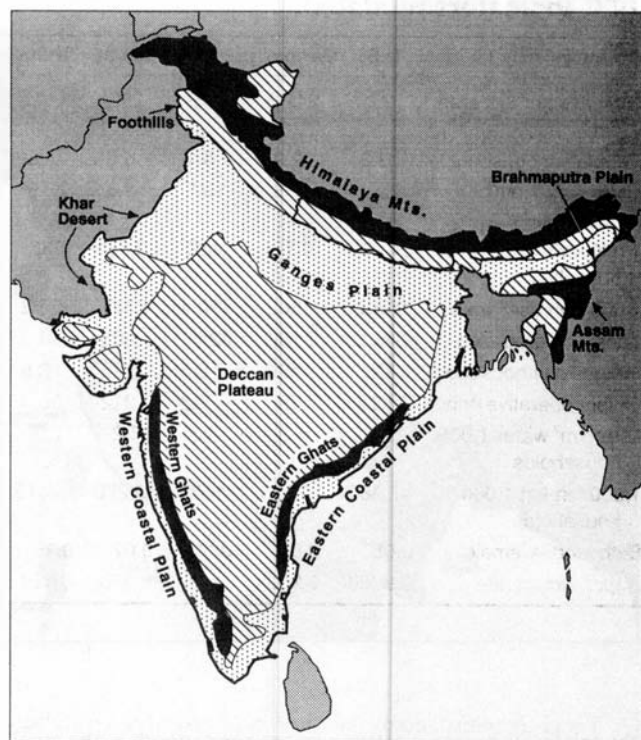 Foothills
Himalaya Mts.
Brahmaputra Plain
Khar
Desert
Ganges Plain
Assam
Mts.
Deccan
Plateau
Western Ghats
Eastern Ghats
Western Coastal Plain
Eastern Coastal Plain